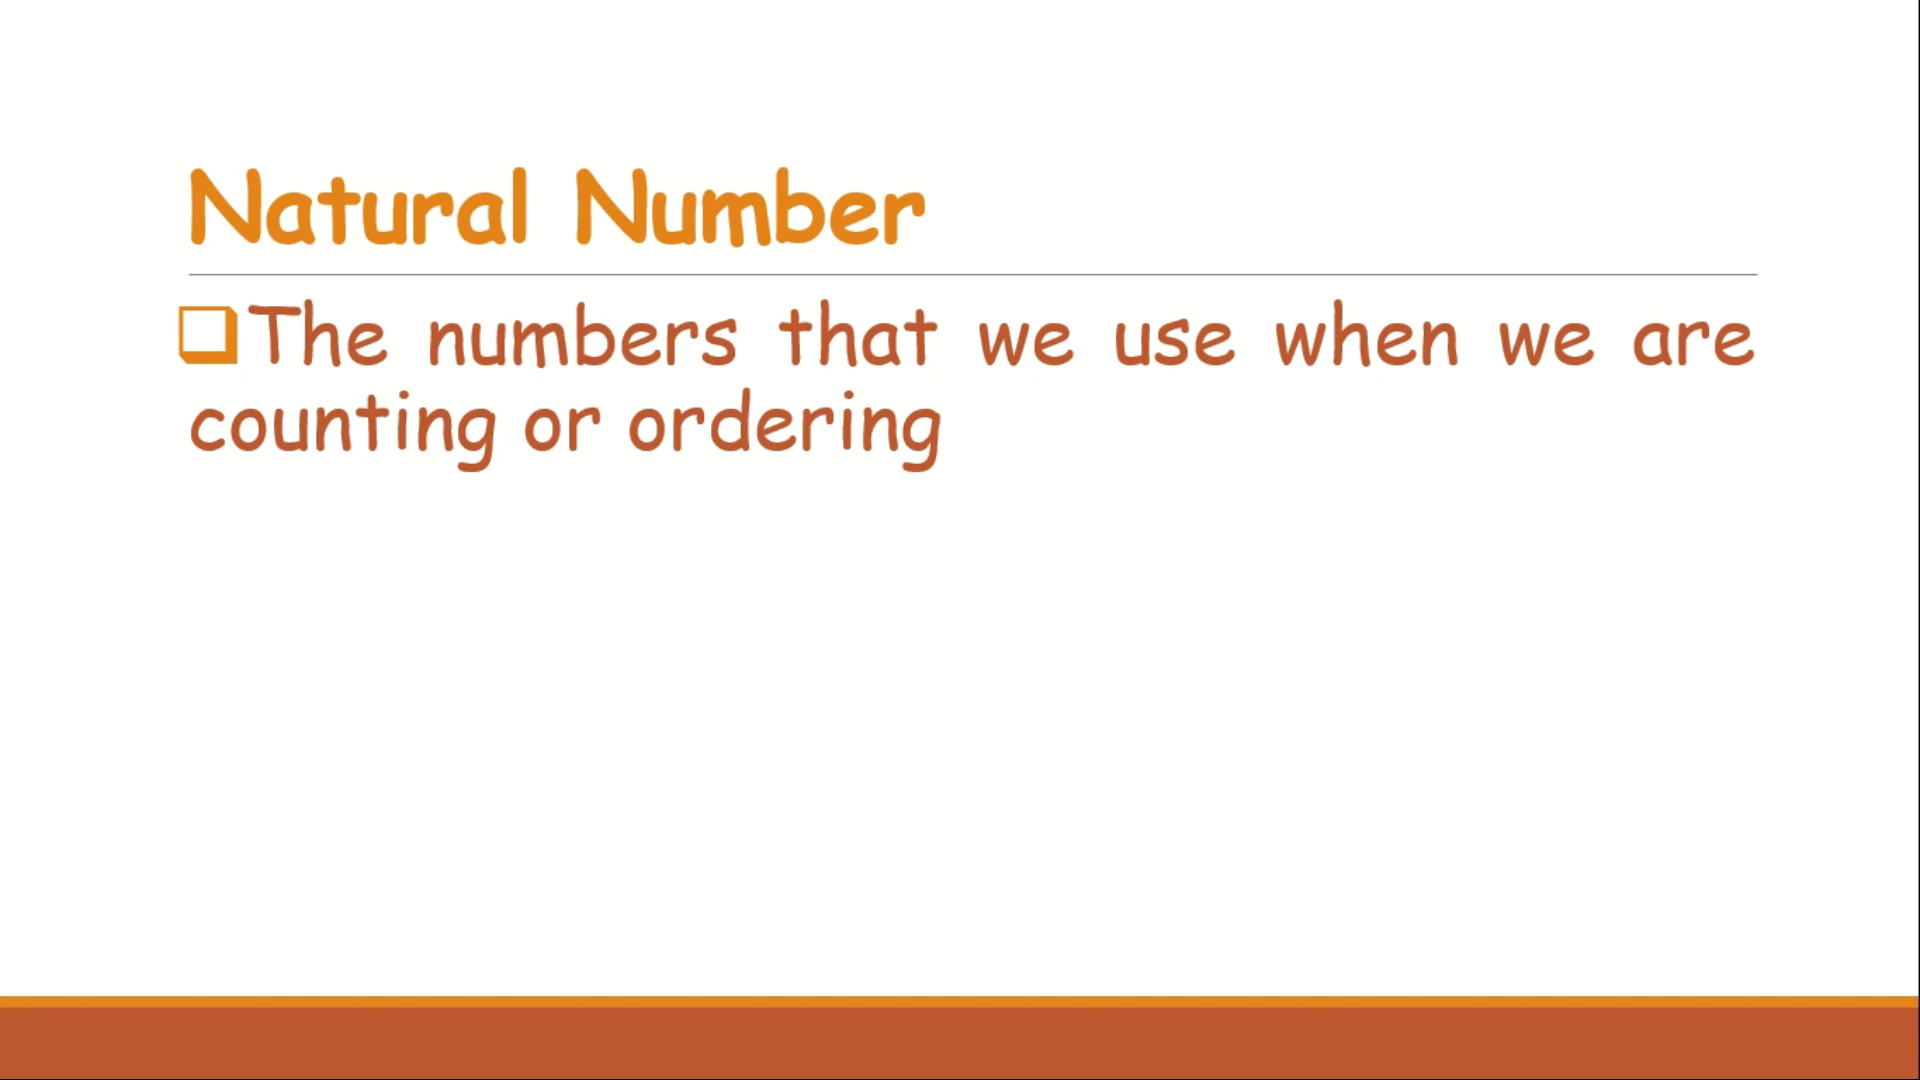 Natural Number
❑The numbers that we use when we are
counting or ordering